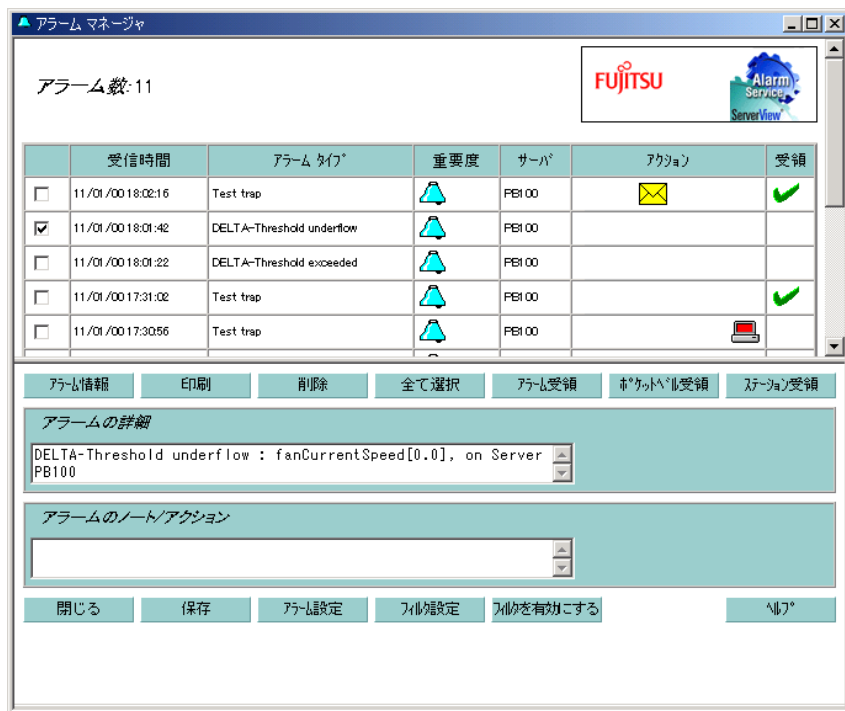 アラーム マネージャ
アラーム数: 11
FUJITSU
Alarm
Service
ServerView
受信時間 アラーム タイプ 重要度 サーバ アクション 受領
11/01/00 18:02:16 Test trap PB100
11/01/00 18:01:42 DELTA-Threshold underflow PB100
11/01/00 18:01:22 DELTA-Threshold exceeded PB100
11/01/00 17:31:02 Test trap PB100
11/01/00 17:30:56 Test trap PB100
アラーム情報 印刷 削除 全て選択 アラーム受領 ポケットベル受領 ステーション受領
アラームの詳細
DELTA-Threshold underflow : fanCurrentSpeed[0.0], on Server
PB100
アラームのノート/アクション
閉じる 保存 アラーム設定 フィルタ設定 フィルタを有効にする ヘルプ